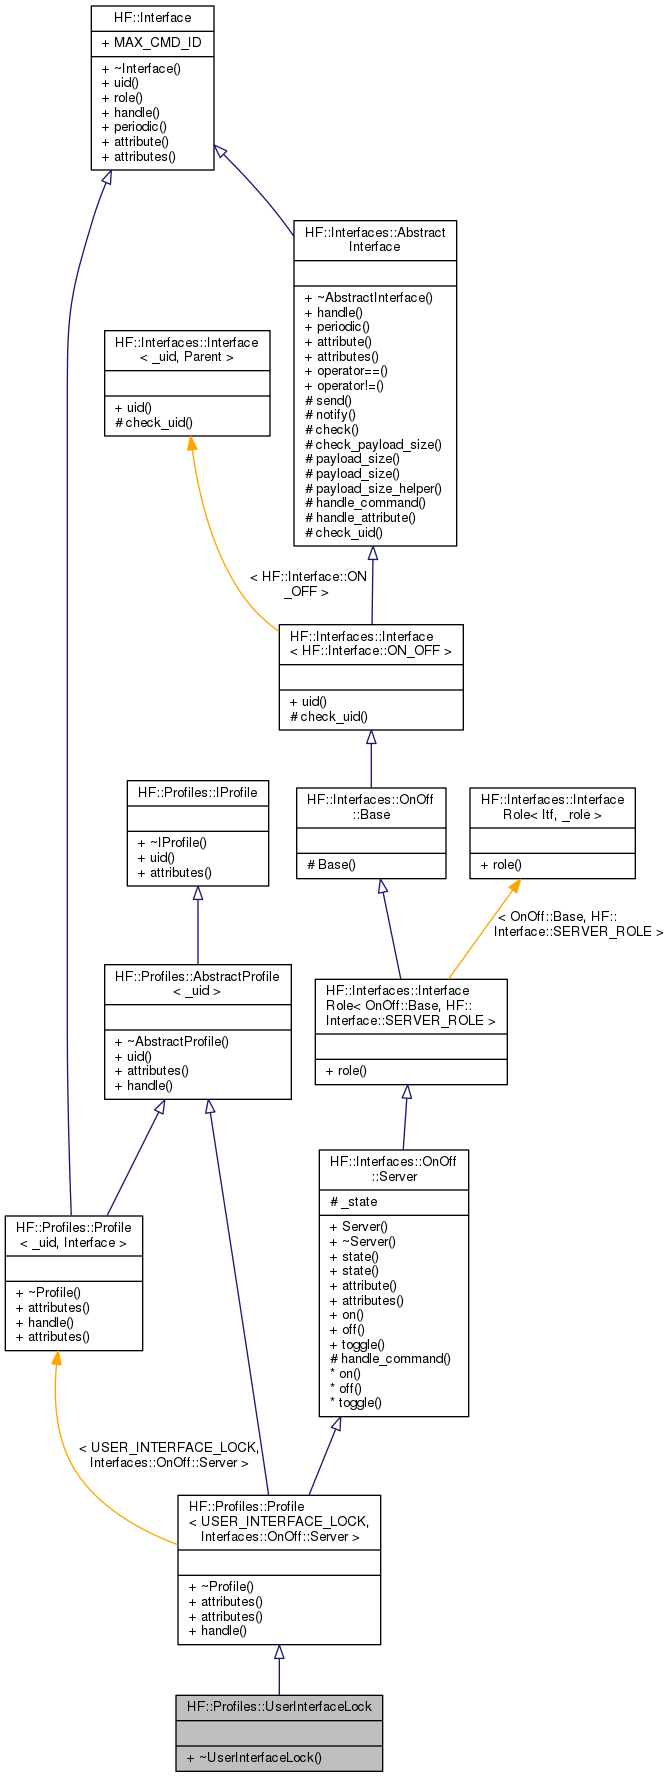 HF::Interface
+ MAX_CMD_ID
+ ~Interface()
+ uid()
+ role()
+ handle()
+ periodic()
+ attribute()
+ attributes()
HF::Interfaces::Abstract
Interface
+ ~AbstractInterface()
+ handle()
+ periodic()
+ attribute()
+ attributes()
+ operator==()
+ operator!=()
# send()
# notify()
# check()
# check_payload_size()
# payload_size()
# payload_size()
# payload_size_helper()
# handle_command()
# handle_attribute()
# check_uid()
HF::Interfaces::Interface
< _uid, Parent >
+ uid()
# check_uid()
< HF::Interface::ON
_OFF >
HF::Interfaces::Interface
< HF::Interface::ON_OFF >
+ uid()
# check_uid()
HF::Profiles::IProfile
+ ~IProfile()
+ uid()
+ attributes()
HF::Interfaces::OnOff
::Base
# Base()
HF::Interfaces::Interface
Role< Itf, _role >
+ role()
< OnOff::Base, HF::
Interface::SERVER_ROLE >
HF::Profiles::AbstractProfile
< _uid >
+ ~AbstractProfile()
+ uid()
+ attributes()
+ handle()
HF::Interfaces::Interface
Role< OnOff::Base, HF::
Interface::SERVER_ROLE >
+ role()
HF::Interfaces::OnOff
::Server
# _state
+ Server()
+ ~Server()
+ state()
+ state()
+ attribute()
+ attributes()
+ on()
+ off()
+ toggle()
# handle_command()
* on()
* off()
* toggle()
HF::Profiles::Profile
< _uid, Interface >
+ ~Profile()
+ attributes()
+ handle()
+ attributes()
< USER_INTERFACE_LOCK,
Interfaces::OnOff::Server >
HF::Profiles::Profile
< USER_INTERFACE_LOCK,
Interfaces::OnOff::Server >
+ ~Profile()
+ attributes()
+ attributes()
+ handle()
HF::Profiles::UserInterfaceLock
+ ~UserInterfaceLock()